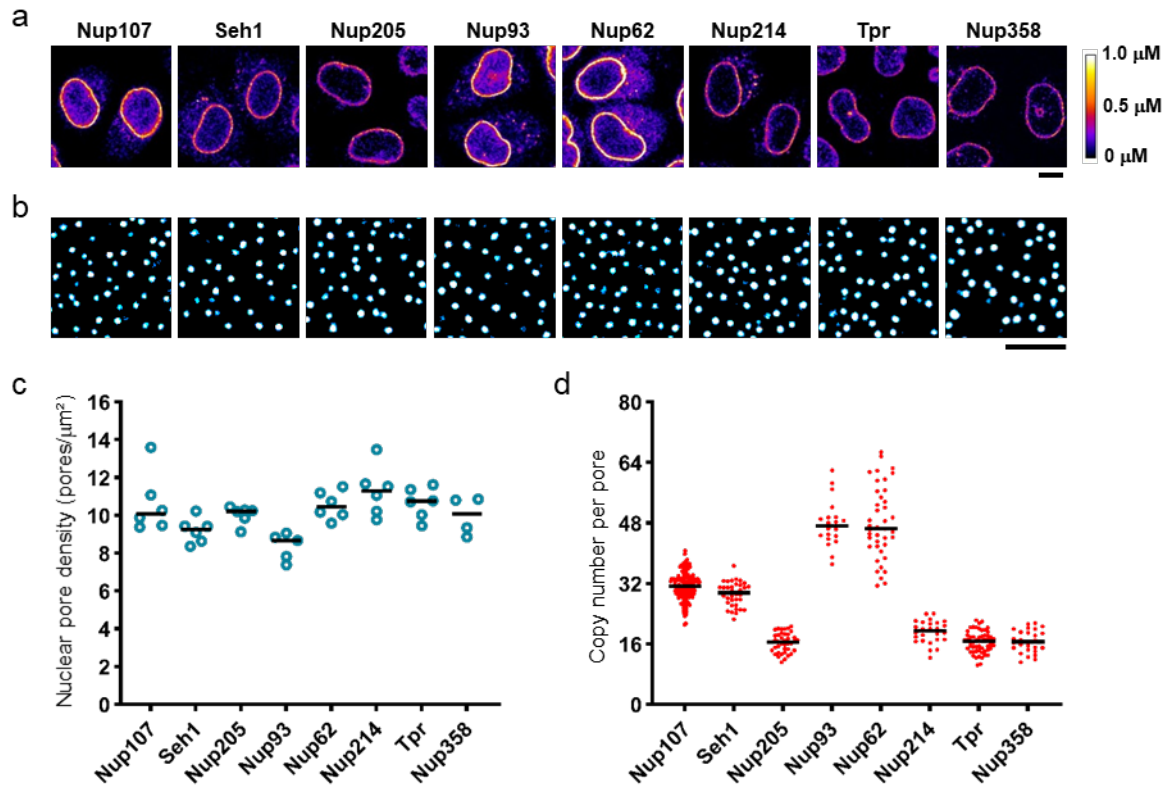 a
Nup107 Seh1 Nup205 Nup93 Nup62 Nup214 Tpr Nup358
1.0 μM
0.5 μM
0 μM
b
c
Nuclear pore density (pores/μm²)
16
14
12
10
8
6
4
2
0
Nup107 Seh1 Nup205 Nup93 Nup62 Nup214 Tpr Nup358
d
Copy number per pore
80
64
48
32
16
0
Nup107 Seh1 Nup205 Nup93 Nup62 Nup214 Tpr Nup358